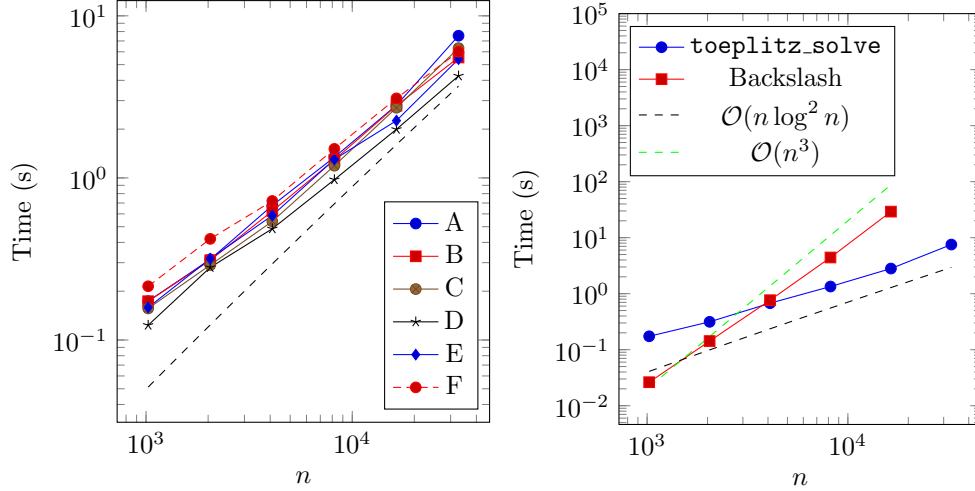 10^1
10^0
10^{-1}
Time (s)
10^3
10^4
n
A
B
C
D
E
F
10^5
10^4
10^3
10^2
10^1
10^0
10^{-1}
10^{-2}
Time (s)
10^3
10^4
n
toeplitz_solve
Backslash
𝒪(n log^2 n)
𝒪(n^3)